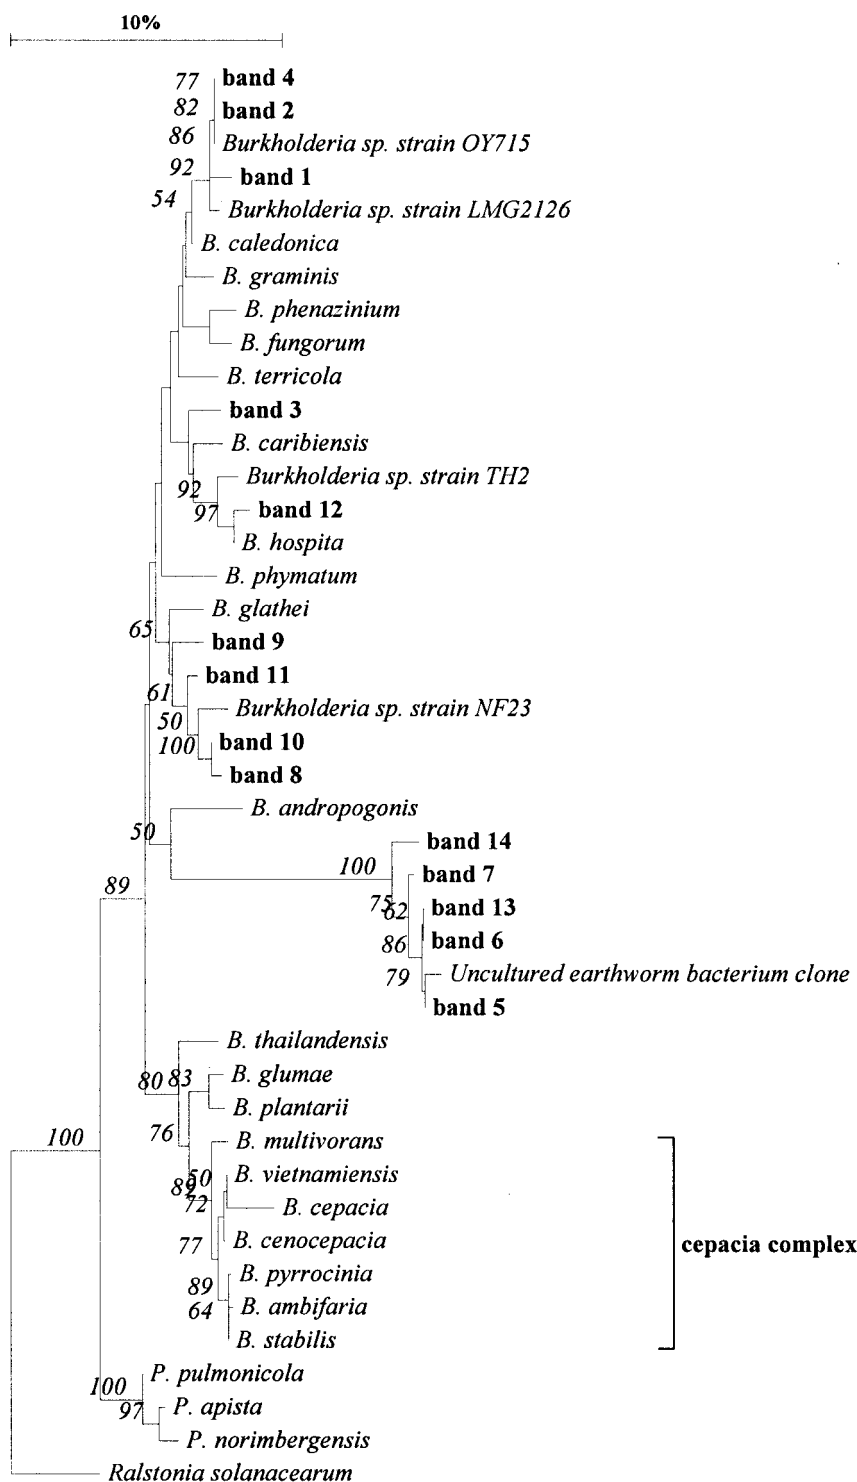 10%
77 band 4
82 band 2
86 Burkholderia sp. strain OY715
92 band 1
54 Burkholderia sp. strain LMG2126
B. caledonica
B. graminis
B. phenazinium
B. fungorum
B. terricola
band 3
B. caribiensis
Burkholderia sp. strain TH2
92
97 band 12
B. hospita
B. phymatum
B. glathei
65 band 9
band 11
61 Burkholderia sp. strain NF23
50
100 band 10
band 8
B. andropogonis
50 band 14
100 band 7
89
75 62 band 13
86 band 6
79 Uncultured earthworm bacterium clone
band 5
B. thailandensis
80 83 B. glumae
B. plantarii
76
100 B. multivorans
50 B. vietnamiensis
89
72 B. cepacia
77 B. cenocepacia
cepacia complex
89 B. pyrrocinia
64 B. ambifaria
B. stabilis
P. pulmonicola
100
97 P. apista
P. norimbergensis
Ralstonia solanacearum